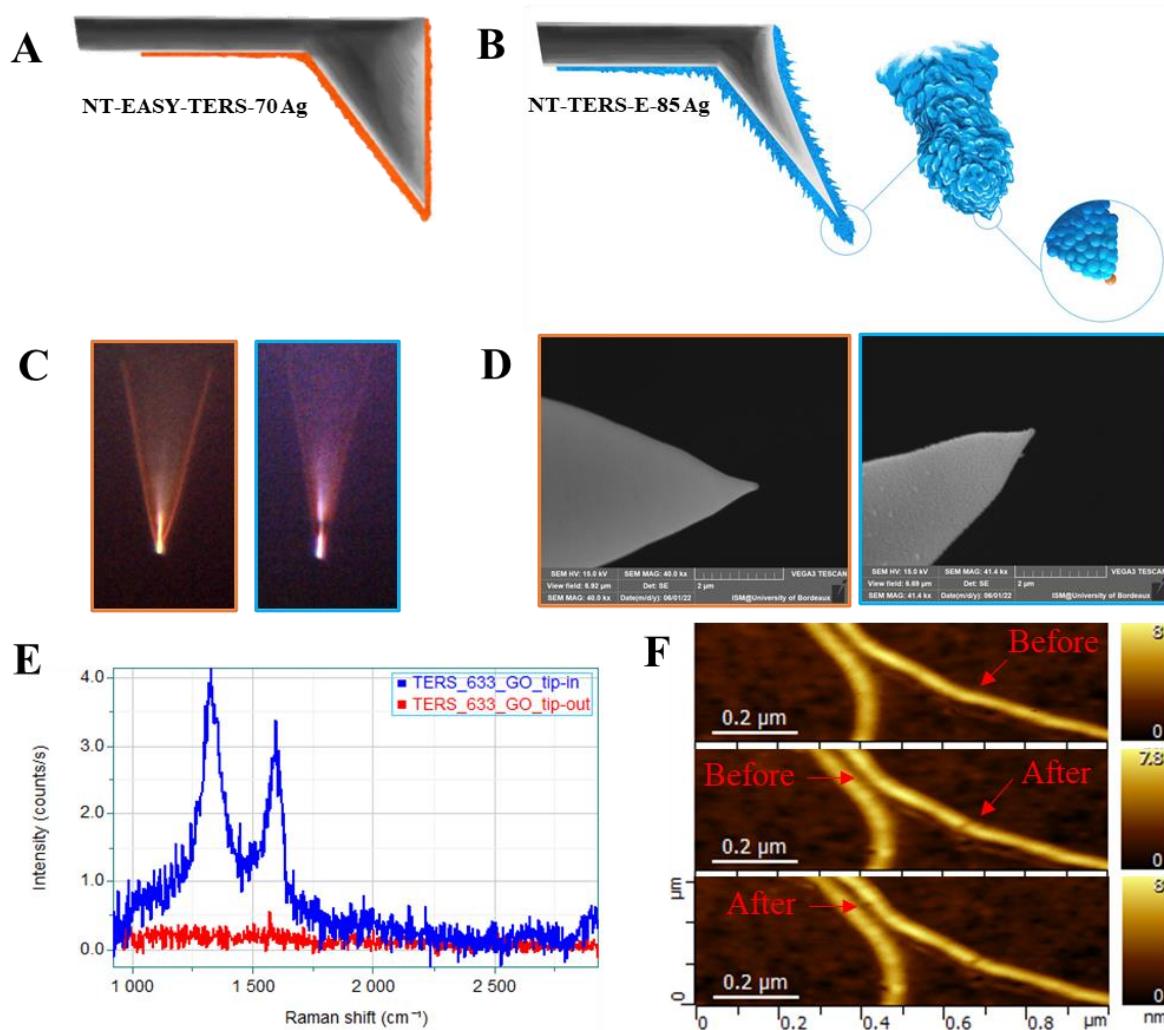 A
NT-EASY-TERS-70 Ag
B
NT-TERS-E-85 Ag
C
D
SEM HV: 15.0 kV SEM MAG: 40.0 kx VEGA3 TESCAN
View field: 6.92 µm Det: SE 2 µm
SEM MAG: 40.0 kx Date(m/d/y): 06/01/22 ISM@University of Bordeaux
SEM HV: 15.0 kV SEM MAG: 41.4 kx VEGA3 TESCAN
View field: 6.69 µm Det: SE 2 µm
SEM MAG: 41.4 kx Date(m/d/y): 06/01/22 ISM@University of Bordeaux
E
TERS_633_GO_tip-in
TERS_633_GO_tip-out
4.0
3.0
2.0
1.0
0.0
Intensity (counts/s)
1 000 1 500 2 000 2 500
Raman shift (cm⁻¹)
F
Before
0.2 µm
8
0
Before
After
0.2 µm
7.8
0
After
0.2 µm
µm
0
8
0
0 0.2 0.4 0.6 0.8 µm
nm